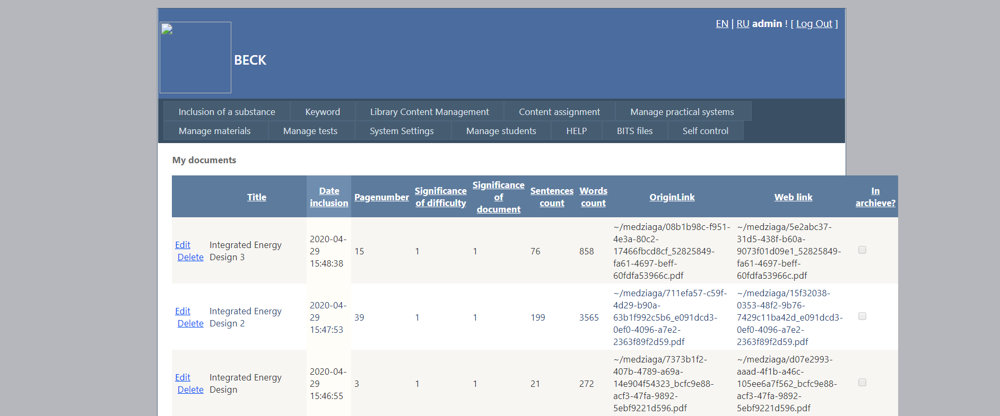 EN | RU admin ! [ Log Out ]
BECK
Inclusion of a substance Keyword Library Content Management Content assignment Manage practical systems
Manage materials Manage tests System Settings Manage students HELP BITS files Self control
My documents
Title
Date
inclusion
Pagenumber
Significance
of difficulty
Significance
of
document
Sentences
count
Words
count
OriginLink
Web link
In
archieve?
Edit
Delete
Integrated Energy
Design 3
2020-04-
29
15:48:38
15
1
1
76
858
~/medziaga/08b1b98c-f951-
4e3a-80c2-
17466fbcd8cf_52825849-
fa61-4697-beff-
60fdfa53966c.pdf
~/medziaga/5e2abc37-
31d5-438f-b60a-
9073f01d09e1_52825849-
fa61-4697-beff-
60fdfa53966c.pdf
Edit
Delete
Integrated Energy
Design 2
2020-04-
29
15:47:53
39
1
1
199
3565
~/medziaga/711efa57-c59f-
4d29-b90a-
63b1f992c5b6_e091dcd3-
0ef0-4096-a7e2-
2363f89f2d59.pdf
~/medziaga/15f32038-
0353-48f2-9b76-
7429c11ba42d_e091dcd3-
0ef0-4096-a7e2-
2363f89f2d59.pdf
Edit
Delete
Integrated Energy
Design
2020-04-
29
15:46:55
3
1
1
21
272
~/medziaga/7373b1f2-
407b-4789-a69a-
14e904f54323_bcfc9e88-
acf3-47fa-9892-
5ebf9221d596.pdf
~/medziaga/d07e2993-
aaad-4f1b-a46c-
105ee6a7f562_bcfc9e88-
acf3-47fa-9892-
5ebf9221d596.pdf